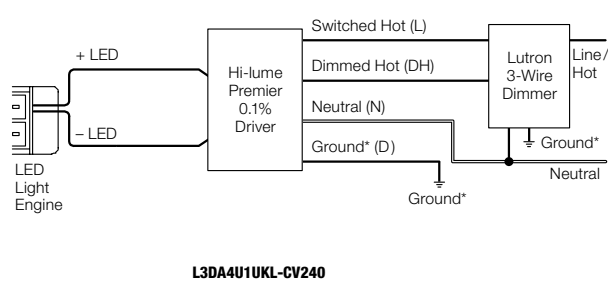 Switched Hot (L)
+ LED
Hi-lume
Premier
0.1%
Driver
Dimmed Hot (DH)
Lutron
3-Wire
Dimmer
Line/
Hot
Neutral (N)
– LED
Ground* (D)
Ground*
Neutral
LED
Light
Engine
Ground*
L3DA4U1UKL-CV240